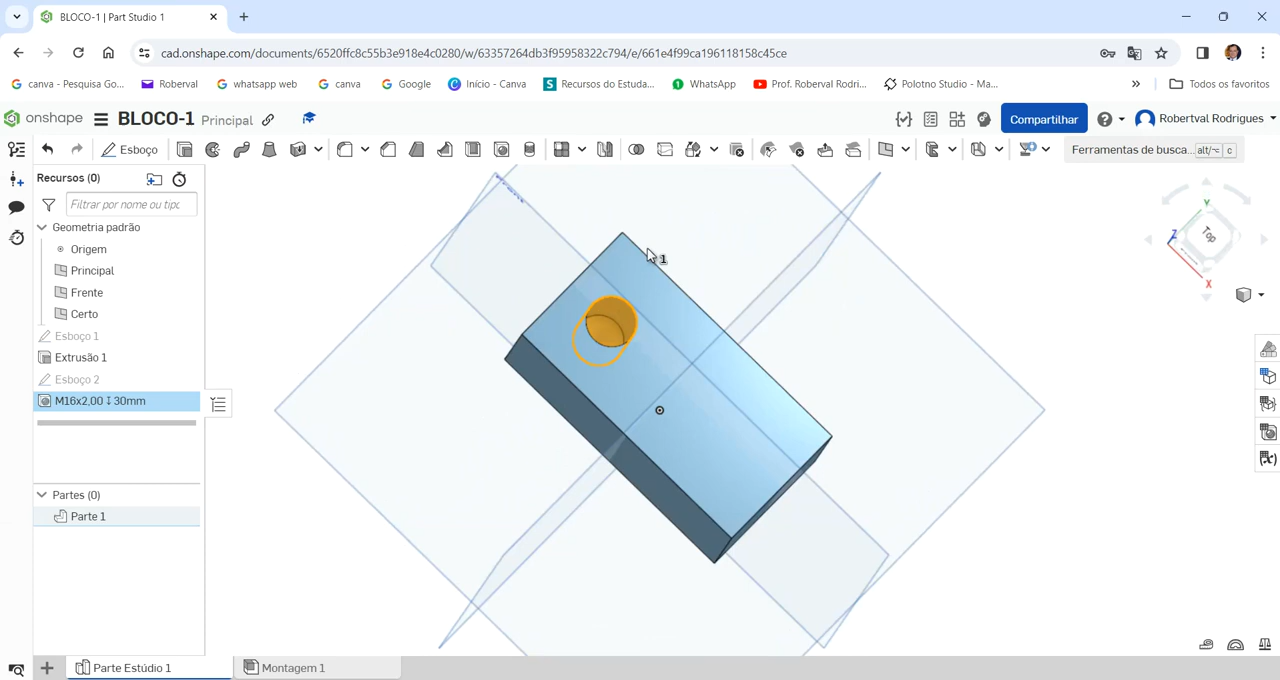 BLOCO-1 | Part Studio 1
cad.onshape.com/documents/6520ffc8c55b3e918e4c0280/w/63357264db3f95958322c794/e/661e4f99ca196118158c45ce
canva - Pesquisa Go... Roberval whatsapp web canva Google Início - Canva Recursos do Estuda... WhatsApp Prof. Roberval Rodri... Polotno Studio - Ma... » Todos os favoritos
onshape BLOCO-1 Principal Compartilhar Robertval Rodrigues
Esboço Ferramentas de busca... alt/⌥ c
Recursos (0)
Filtrar por nome ou tipc
Geometria padrão
Origem
Principal
Frente
Certo
Esboço 1
Extrusão 1
Esboço 2
M16x2,00 ↧ 30mm
Partes (0)
Parte 1
1
Y
Z
Top
X
Parte Estúdio 1 Montagem 1